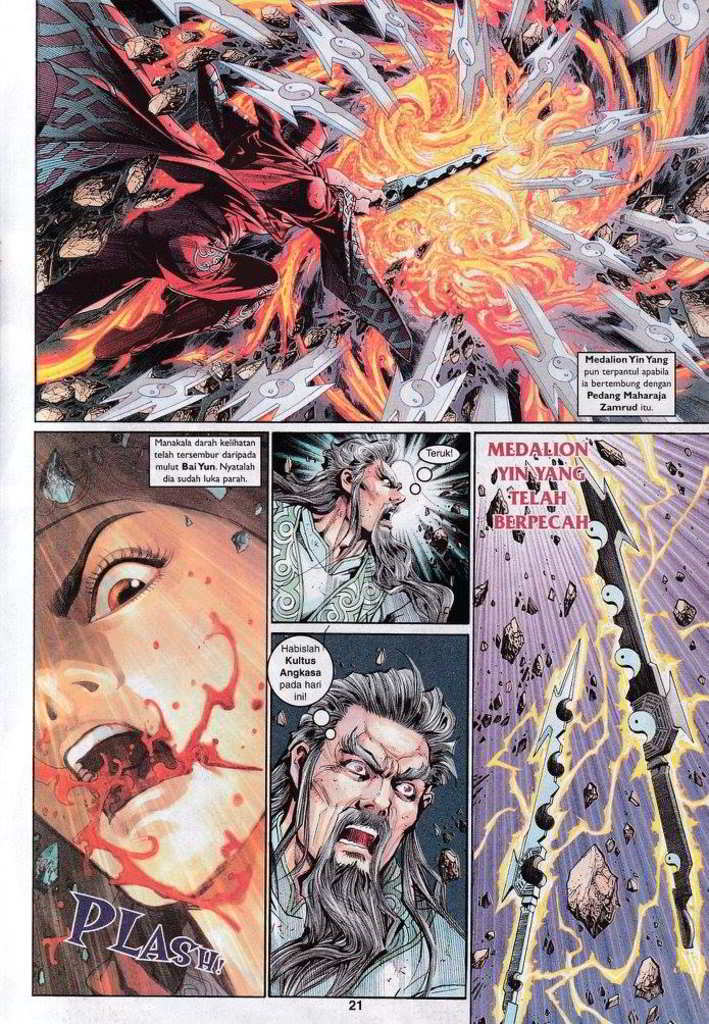 Medalion Yin Yang
pun terpantul apabila
ia bertembung dengan
Pedang Maharaja
Zamrud itu.
Manakala darah kelihatan
telah tersembur daripada
mulut Bai Yun. Nyatalah
dia sudah luka parah.
PLASH!
Teruk!
Habislah
Kultus
Angkasa
pada hari
ini!
MEDALION
YIN YANG
TELAH
BERPECAH
21